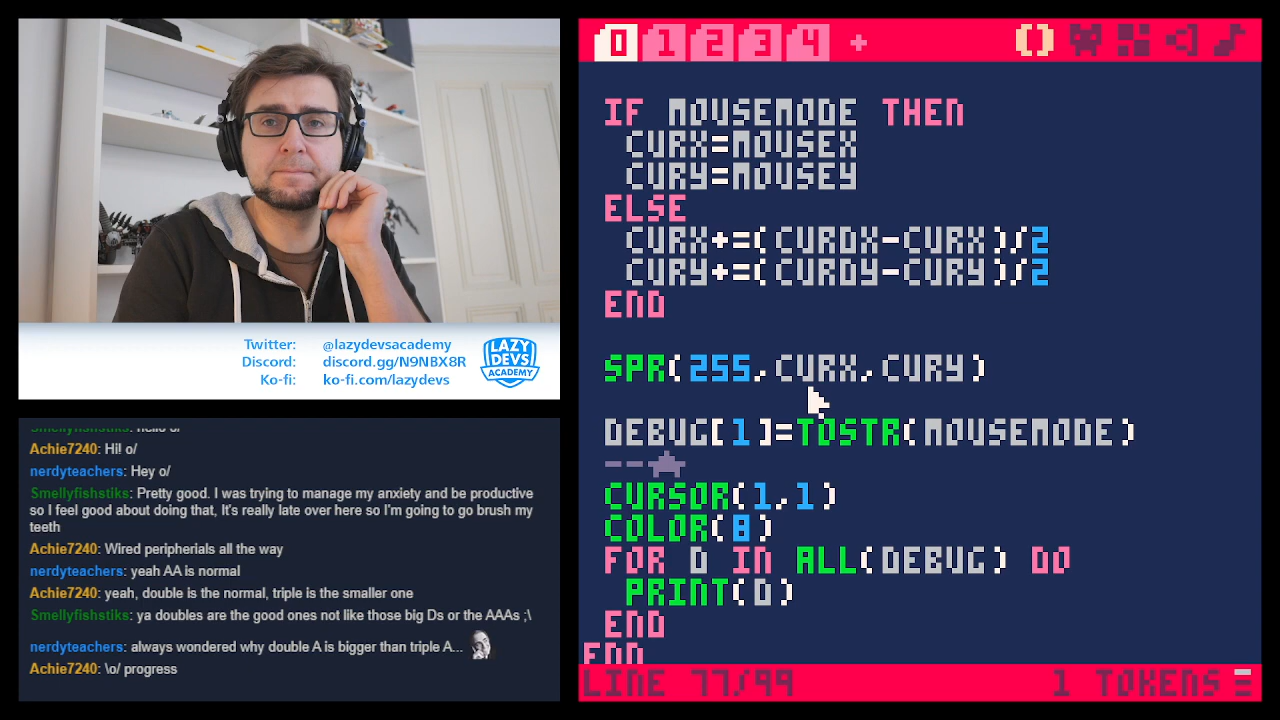 Twitter: @lazydevsacademy
Discord: discord.gg/N9NBX8R
Ko-fi: ko-fi.com/lazydevs
LAZY
DEVS
ACADEMY
Smellyfishstiks: hello o/
Achie7240: Hi! o/
nerdyteachers: Hey o/
Smellyfishstiks: Pretty good. I was trying to manage my anxiety and be productive
so I feel good about doing that, It's really late over here so I'm going to go brush my
teeth
Achie7240: Wired peripherials all the way
nerdyteachers: yeah AA is normal
Achie7240: yeah, double is the normal, triple is the smaller one
Smellyfishstiks: ya doubles are the good ones not like those big Ds or the AAAs ;\
nerdyteachers: always wondered why double A is bigger than triple A...
Achie7240: \o/ progress
0 1 2 3 4 +
IF MOUSEMODE THEN
CURX=MOUSEX
CURY=MOUSEY
ELSE
CURX+=(CURDX-CURX)/2
CURY+=(CURDY-CURY)/2
END
SPR(255,CURX,CURY)
DEBUG[1]=TOSTR(MOUSEMODE)
--
CURSOR(1,1)
COLOR(8)
FOR D IN ALL(DEBUG) DO
PRINT(D)
END
END
LINE 77/99 1 TOKENS